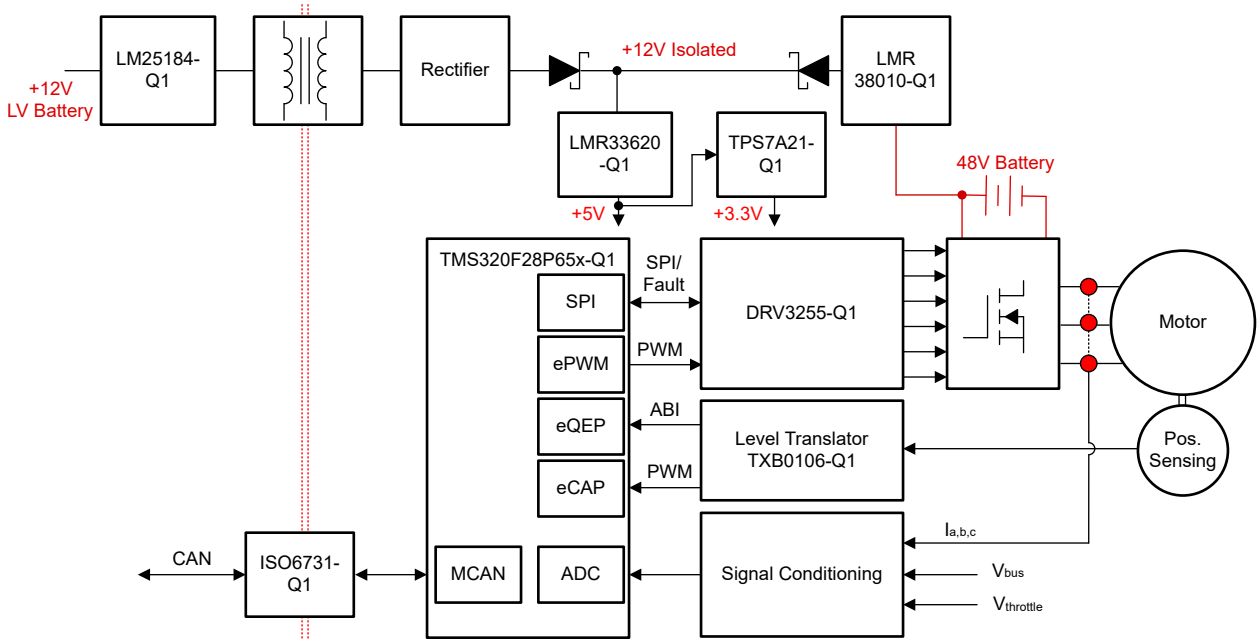 LM25184-
Q1
+12V
LV Battery
Rectifier
+12V Isolated
LMR
38010-Q1
LMR33620
-Q1
TPS7A21-
Q1
48V Battery
+5V
+3.3V
TMS320F28P65x-Q1
SPI
SPI/
Fault
DRV3255-Q1
Motor
ePWM
PWM
eQEP
ABI
Level Translator
TXB0106-Q1
Pos.
Sensing
eCAP
PWM
CAN
ISO6731-
Q1
MCAN
ADC
Signal Conditioning
Ia,b,c
Vbus
Vthrottle